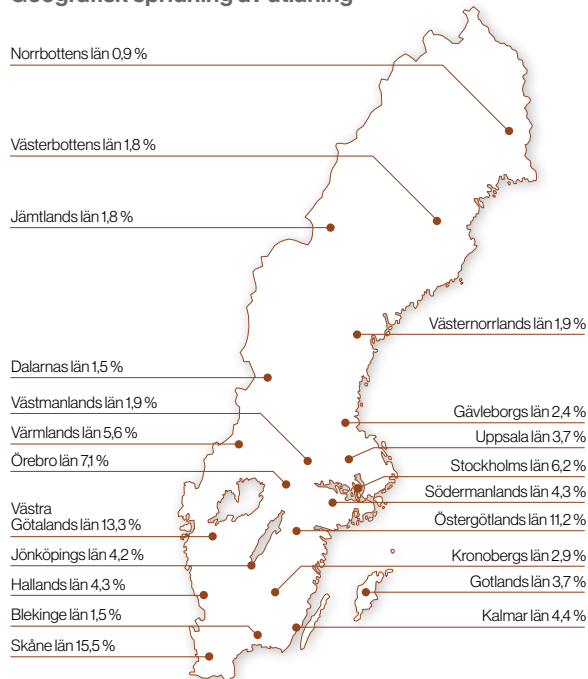 Geografisk spridning av utlåning
Norrbottens län 0,9 %
Västerbottens län 1,8 %
Jämtlands län 1,8 %
Västernorrlands län 1,9 %
Dalarnas län 1,5 %
Västmanlands län 1,9 %
Värmlands län 5,6 %
Örebro län 7,1 %
Västra
Götalands län 13,3 %
Jönköpings län 4,2 %
Hallands län 4,3 %
Blekinge län 1,5 %
Skåne län 15,5 %
Gävleborgs län 2,4 %
Uppsala län 3,7 %
Stockholms län 6,2 %
Södermanlands län 4,3 %
Östergötlands län 11,2 %
Kronobergs län 2,9 %
Gotlands län 3,7 %
Kalmar län 4,4 %